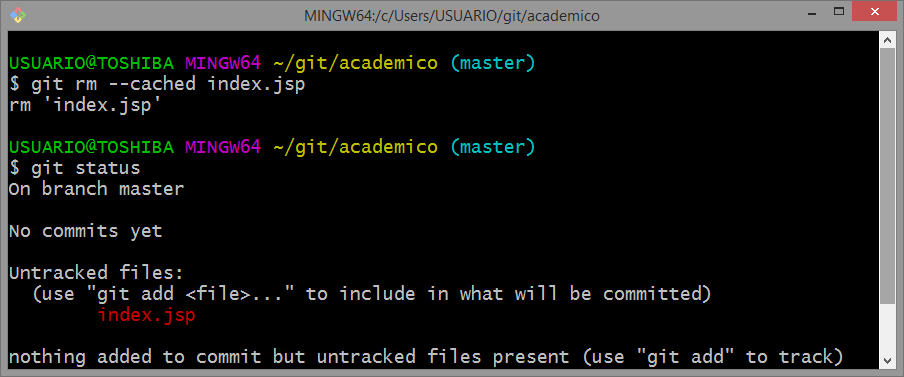 MINGW64:/c/Users/USUARIO/git/academico
USUARIO@TOSHIBA MINGW64 ~/git/academico (master)
$ git rm --cached index.jsp
rm 'index.jsp'
USUARIO@TOSHIBA MINGW64 ~/git/academico (master)
$ git status
On branch master
No commits yet
Untracked files:
  (use "git add <file>..." to include in what will be committed)
        index.jsp
nothing added to commit but untracked files present (use "git add" to track)